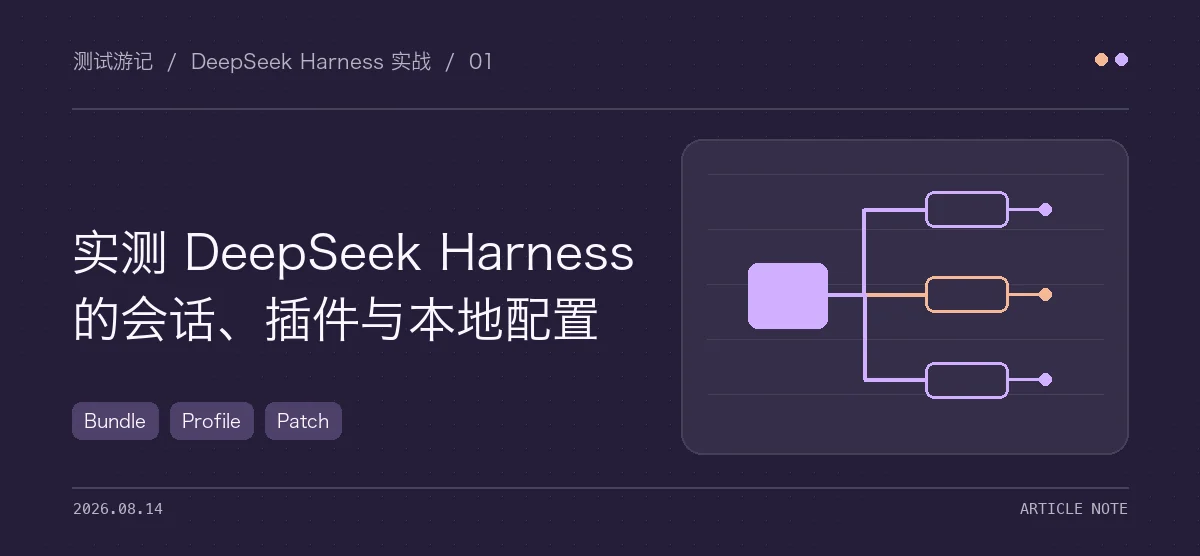 测试游记 / DeepSeek Harness 实战 / 01
实测 DeepSeek Harness
的会话、插件与本地配置
Bundle Profile Patch
2026.08.14
ARTICLE NOTE